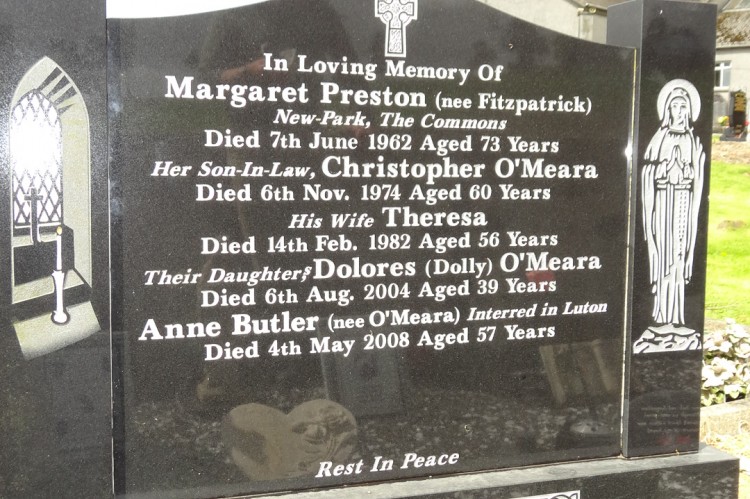 In Loving Memory Of
Margaret Preston (nee Fitzpatrick)
New-Park, The Commons
Died 7th June 1962 Aged 73 Years
Her Son-In-Law, Christopher O'Meara
Died 6th Nov. 1974 Aged 60 Years
His Wife Theresa
Died 14th Feb. 1982 Aged 56 Years
Their Daughters Dolores (Dolly) O'Meara
Died 6th Aug. 2004 Aged 39 Years
Anne Butler (nee O'Meara) Interred in Luton
Died 4th May 2008 Aged 57 Years
Rest In Peace